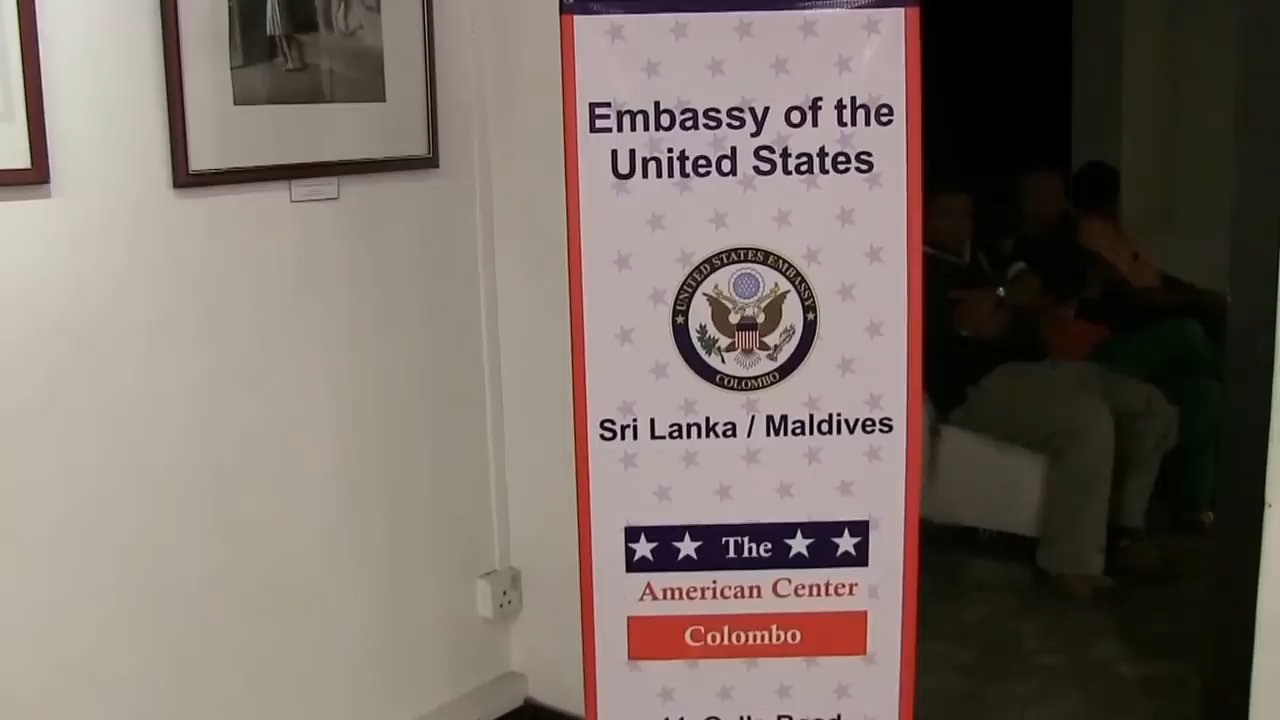 Embassy of the
United States
UNITED STATES EMBASSY
COLOMBO
Sri Lanka / Maldives
The
American Center
Colombo